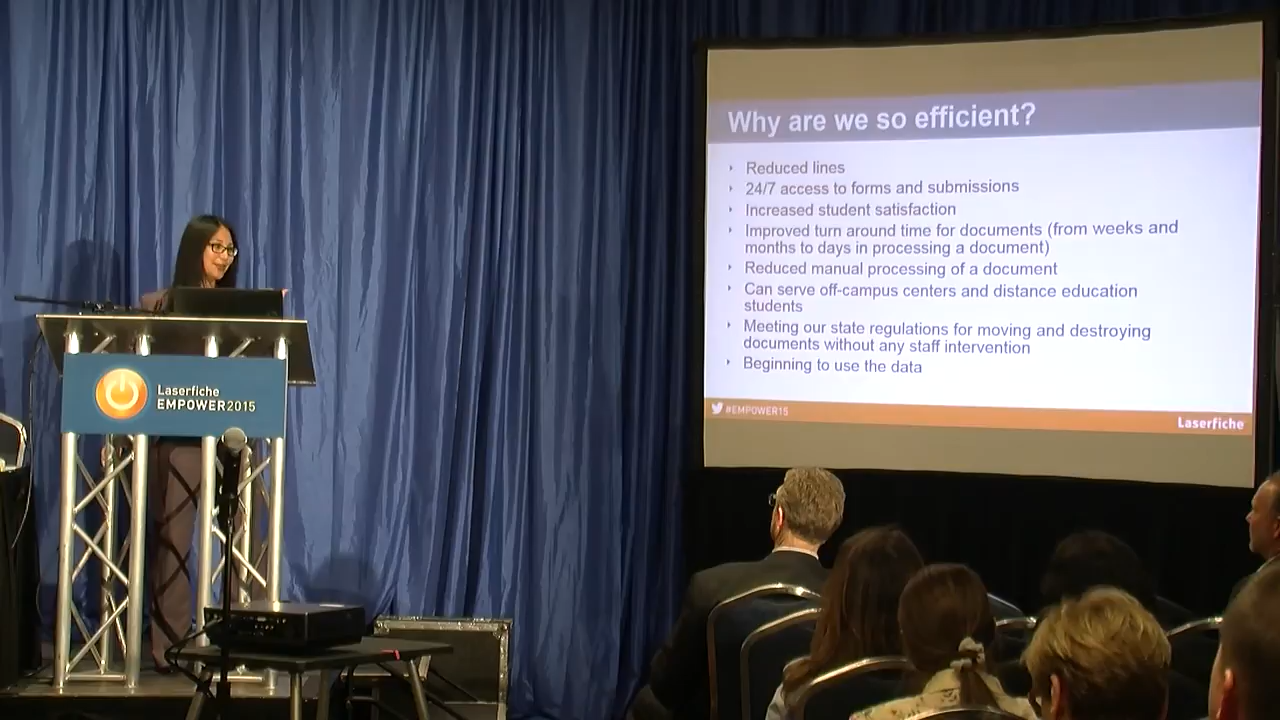 Why are we so efficient?
Reduced lines
24/7 access to forms and submissions
Increased student satisfaction
Improved turn around time for documents (from weeks and
months to days in processing a document)
Reduced manual processing of a document
Can serve off-campus centers and distance education
students
Meeting our state regulations for moving and destroying
documents without any staff intervention
Beginning to use the data
#EMPOWER15
Laserfiche
Laserfiche
EMPOWER2015